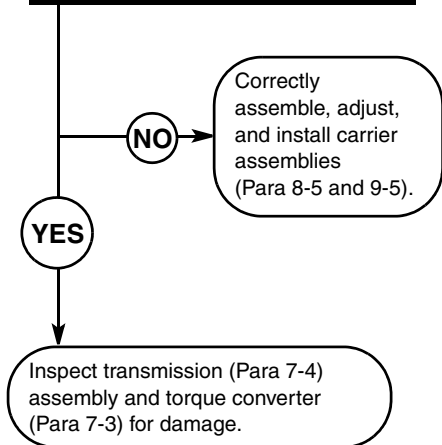 NO
Correctly
assemble, adjust,
and install carrier
assemblies
(Para 8-5 and 9-5).
YES
Inspect transmission (Para 7-4)
assembly and torque converter
(Para 7-3) for damage.